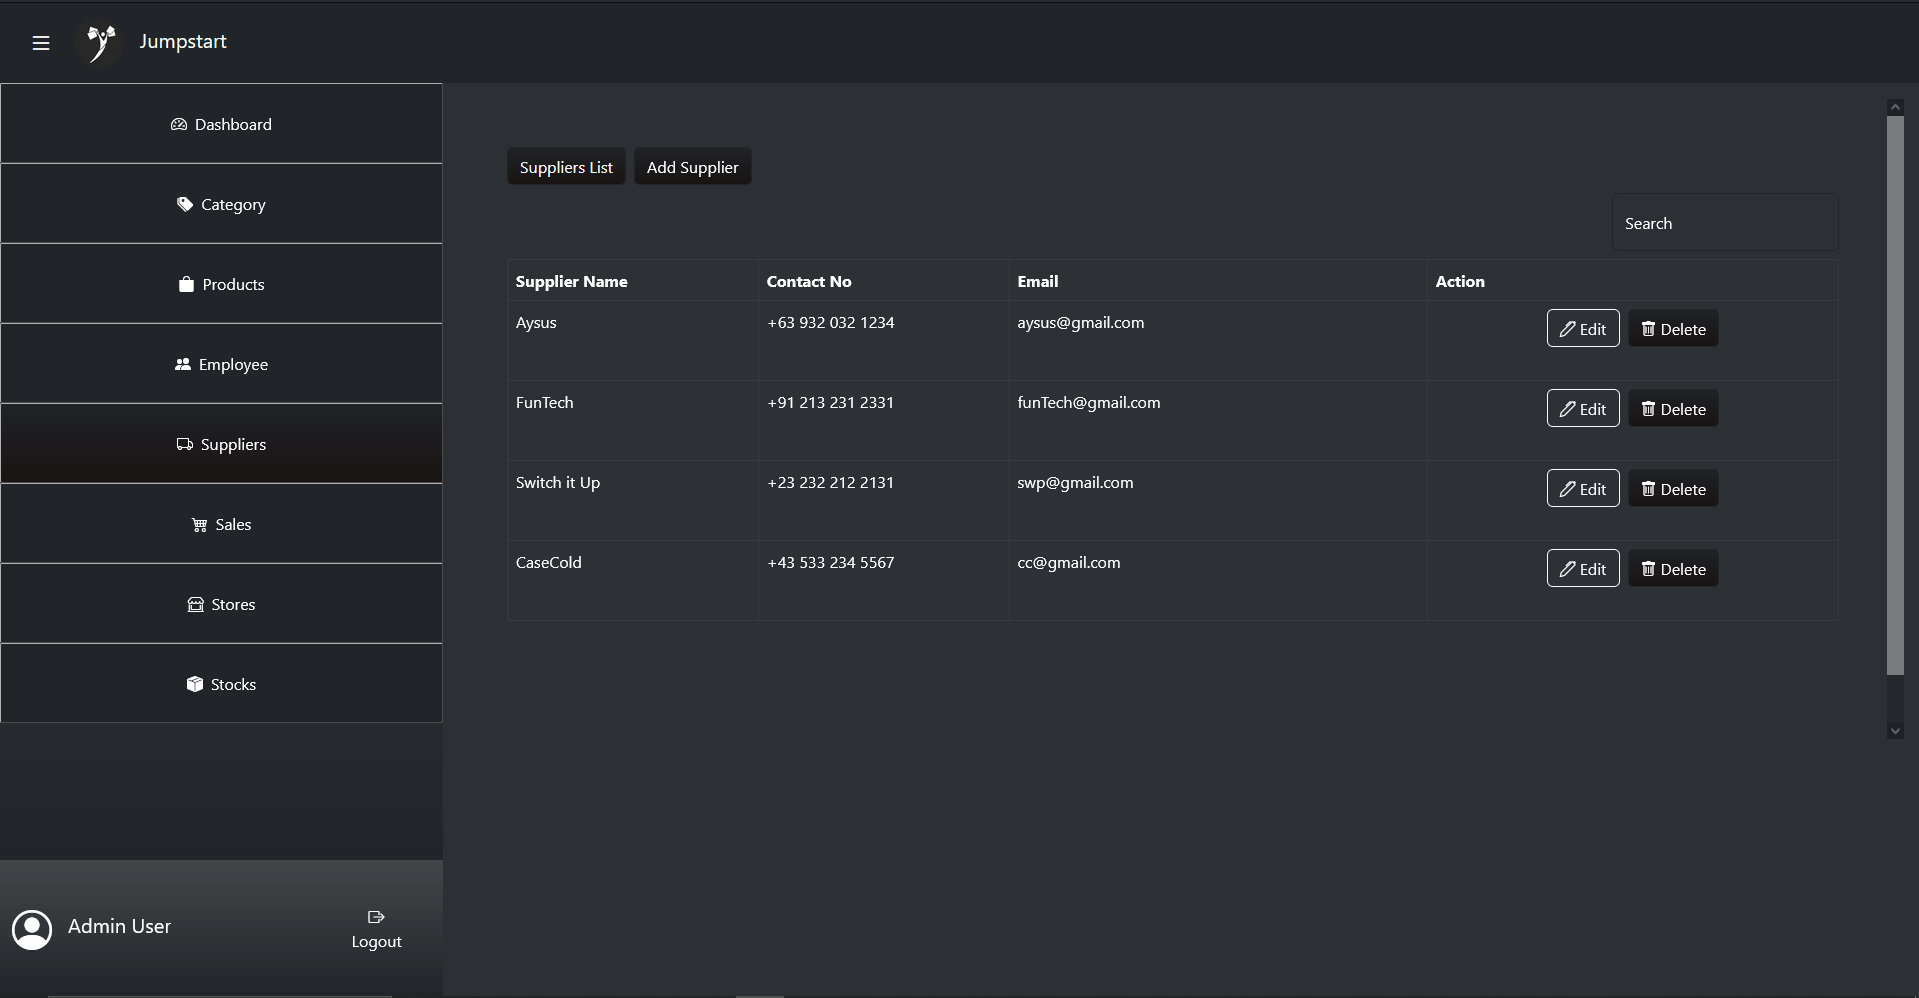 Jumpstart
Dashboard
Category
Products
Employee
Suppliers
Sales
Stores
Stocks
Admin User
Logout
Suppliers List Add Supplier
Search
Supplier Name Contact No Email Action
Aysus +63 932 032 1234 aysus@gmail.com Edit Delete
FunTech +91 213 231 2331 funTech@gmail.com Edit Delete
Switch it Up +23 232 212 2131 swp@gmail.com Edit Delete
CaseCold +43 533 234 5567 cc@gmail.com Edit Delete